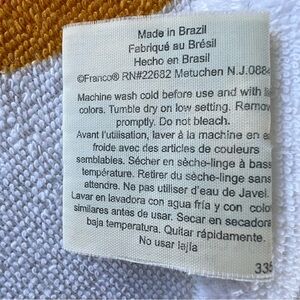 Made in Brazil
Fabriqué au Brésil
Hecho en Brasil
©Franco® RN#22682 Metuchen N.J.088
Machine wash cold before use and with
colors. Tumble dry on low setting. Remov
promptly. Do not bleach.
Avant l'utilisation, laver à la machine en
froide avec des articles de couleurs
semblables. Sécher en sèche-linge à bass
température. Retirer du sèche-linge sans
attendre. Ne pas utiliser d'eau de Javel.
Lavar en lavadora con agua fría y con colo
similares antes de usar. Secar en secadora
baja temperatura. Quitar rápidamente.
No usar lejía
335